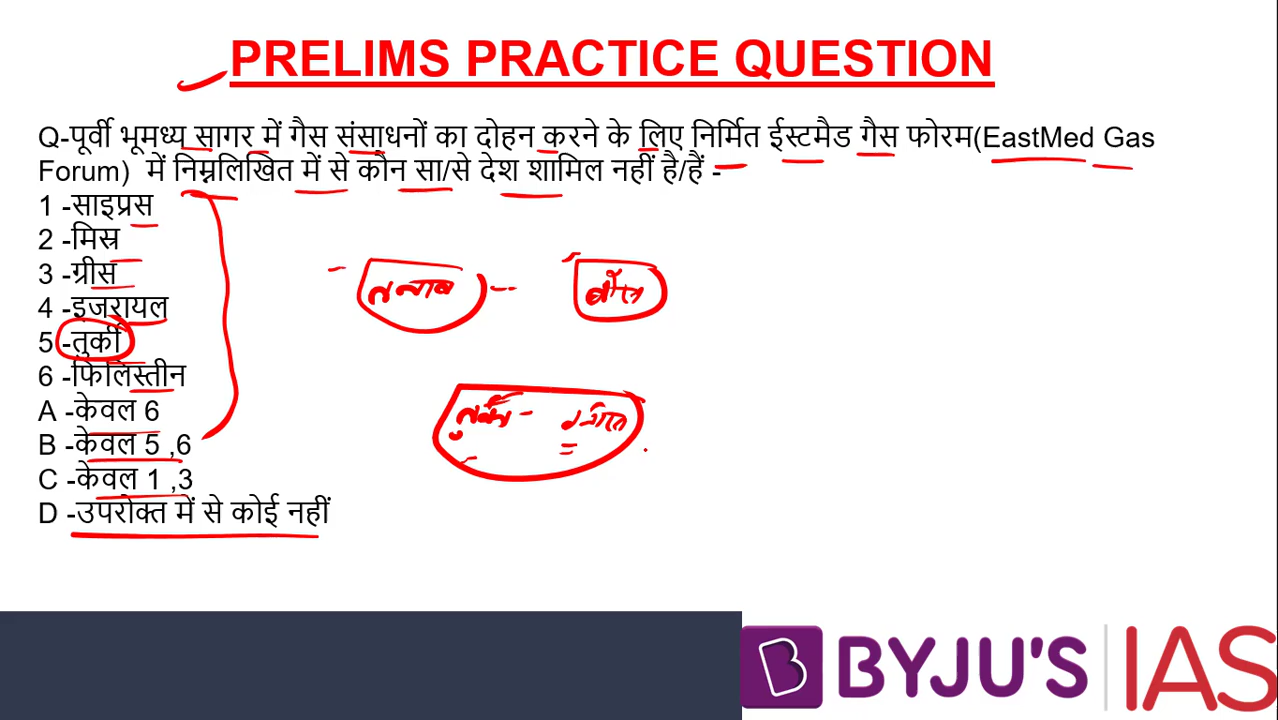 PRELIMS PRACTICE QUESTION
Q-पूर्वी भूमध्य सागर में गैस संसाधनों का दोहन करने के लिए निर्मित ईस्टमैड गैस फोरम(EastMed Gas
Forum) में निम्नलिखित में से कौन सा/से देश शामिल नहीं है/हैं -
1 -साइप्रस
2 -मिस्र
3 -ग्रीस
4 -इजरायल
5 -तुर्की
6 -फिलिस्तीन
A -केवल 6
B -केवल 5 ,6
C -केवल 1 ,3
D -उपरोक्त में से कोई नहीं
तनाव
BYJU'S IAS